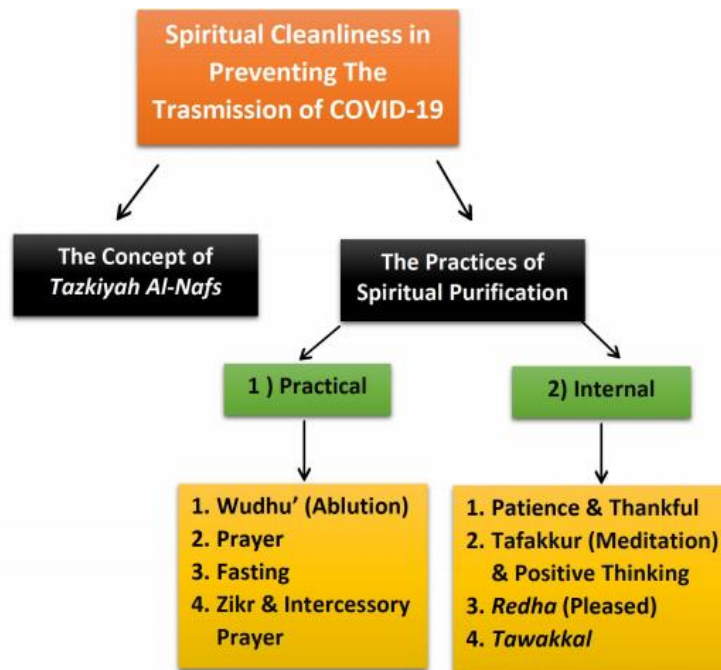 Spiritual Cleanliness in
Preventing The
Trasmission of COVID-19
The Concept of
Tazkiyah Al-Nafs
The Practices of
Spiritual Purification
1 ) Practical
2) Internal
1. Wudhu’ (Ablution)
2. Prayer
3. Fasting
4. Zikr & Intercessory
Prayer
1. Patience & Thankful
2. Tafakkur (Meditation)
& Positive Thinking
3. Redha (Pleased)
4. Tawakkal